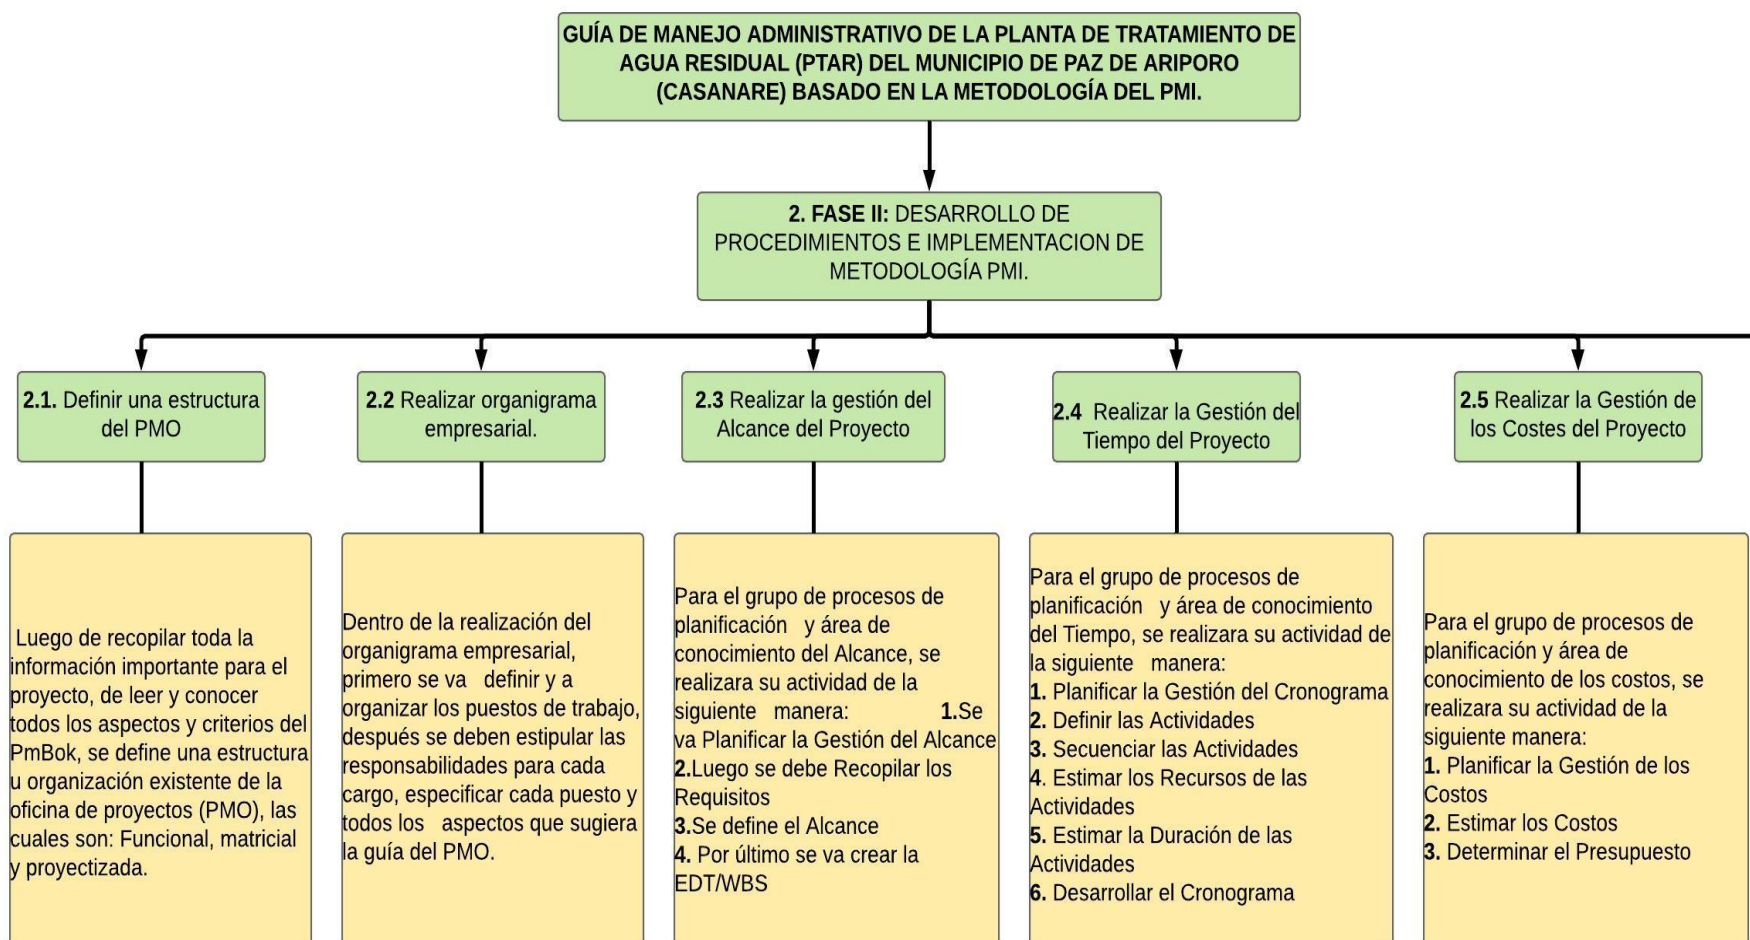 GUÍA DE MANEJO ADMINISTRATIVO DE LA PLANTA DE TRATAMIENTO DE
AGUA RESIDUAL (PTAR) DEL MUNICIPIO DE PAZ DE ARIPORO
(CASANARE) BASADO EN LA METODOLOGÍA DEL PMI.
2. FASE II: DESARROLLO DE
PROCEDIMIENTOS E IMPLEMENTACION DE
METODOLOGÍA PMI.
2.1. Definir una estructura
del PMO
2.2 Realizar organigrama
empresarial.
2.3 Realizar la gestión del
Alcance del Proyecto
2.4 Realizar la Gestión del
Tiempo del Proyecto
2.5 Realizar la Gestión de
los Costes del Proyecto
Luego de recopilar toda la
información importante para el
proyecto, de leer y conocer
todos los aspectos y criterios del
PmBok, se define una estructura
u organización existente de la
oficina de proyectos (PMO), las
cuales son: Funcional, matricial
y proyectizada.
Dentro de la realización del
organigrama empresarial,
primero se va definir y a
organizar los puestos de trabajo,
después se deben estipular las
responsabilidades para cada
cargo, especificar cada puesto y
todos los aspectos que sugiera
la guía del PMO.
Para el grupo de procesos de
planificación y área de
conocimiento del Alcance, se
realizara su actividad de la
siguiente manera: 1.Se
va Planificar la Gestión del Alcance
2.Luego se debe Recopilar los
Requisitos
3.Se define el Alcance
4. Por último se va crear la
EDT/WBS
Para el grupo de procesos de
planificación y área de conocimiento
del Tiempo, se realizara su actividad de
la siguiente manera:
1. Planificar la Gestión del Cronograma
2. Definir las Actividades
3. Secuenciar las Actividades
4. Estimar los Recursos de las
Actividades
5. Estimar la Duración de las
Actividades
6. Desarrollar el Cronograma
Para el grupo de procesos de
planificación y área de
conocimiento de los costos, se
realizara su actividad de la
siguiente manera:
1. Planificar la Gestión de los
Costos
2. Estimar los Costos
3. Determinar el Presupuesto